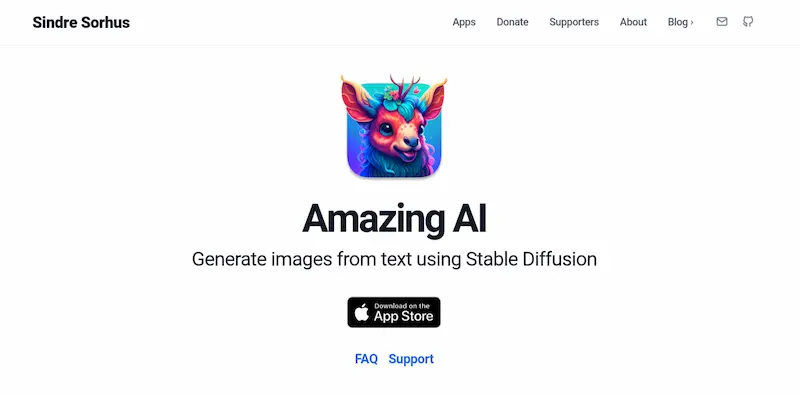 Sindre Sorhus
Apps Donate Supporters About Blog ›
Amazing AI
Generate images from text using Stable Diffusion
Download on the
App Store
FAQ Support